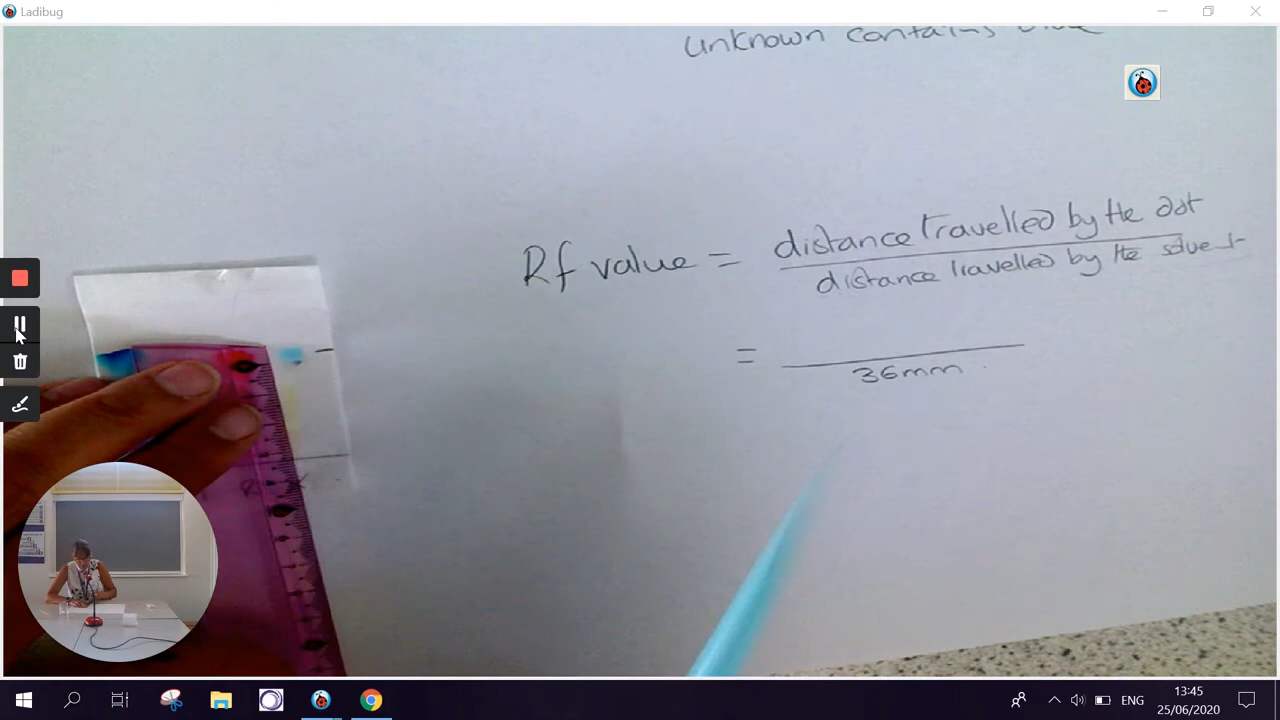 Ladibug
unknown contains
Rf value = distance travelled by the dot
distance travelled by the solvent
=
36mm
R
ENG
13:45
25/06/2020